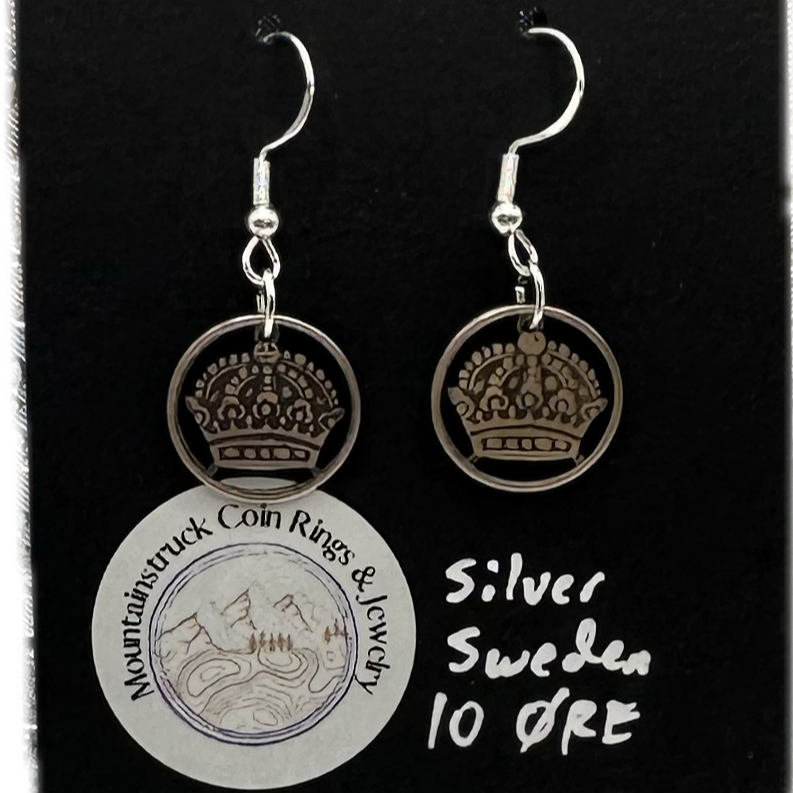 Mountainstruck Coin Rings & Jewelry
Silver
Sweden
10 ØRE